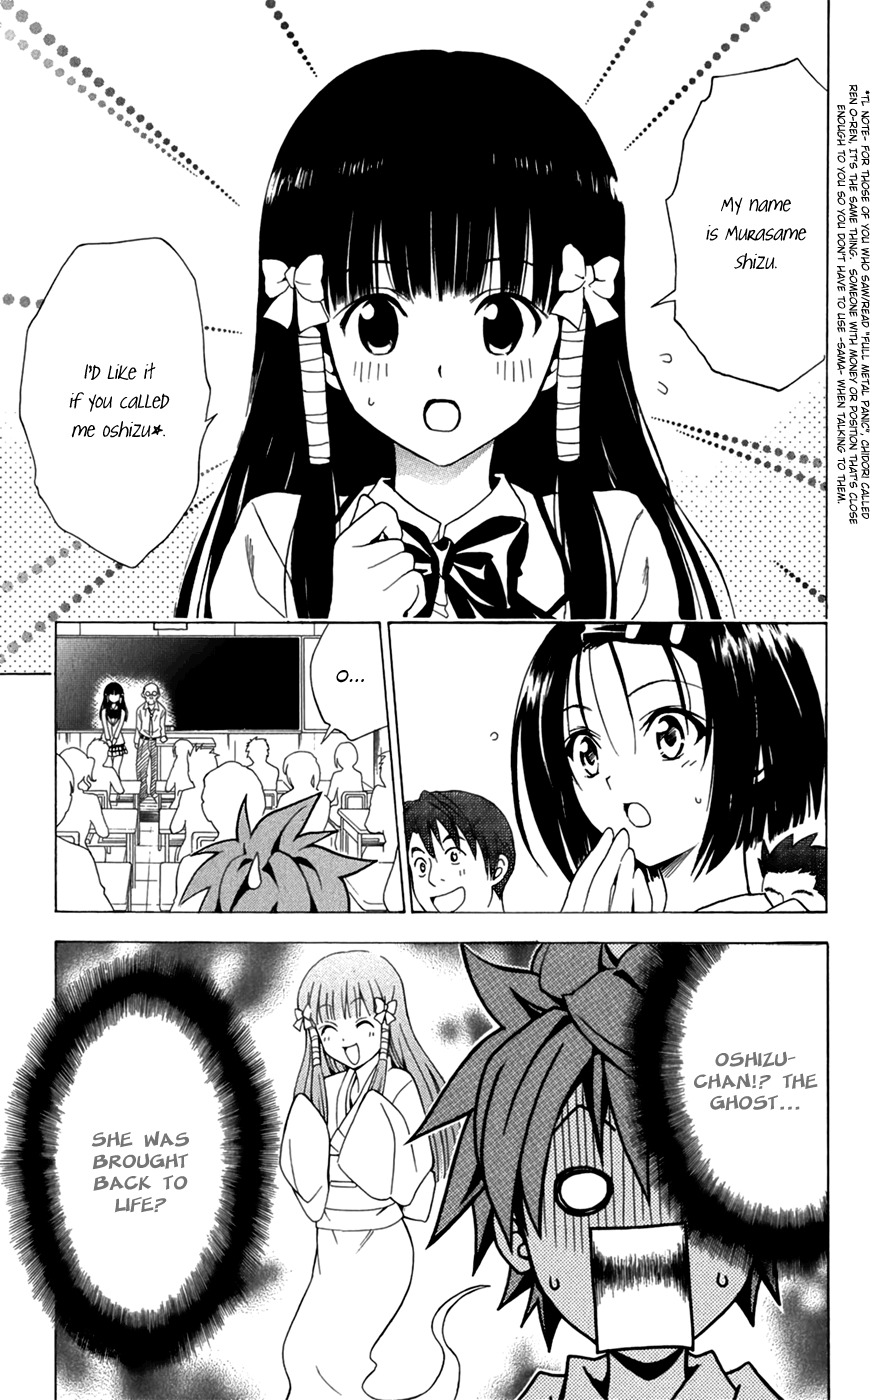 *TL NOTE- FOR THOSE OF YOU WHO SAW/READ "FULL METAL PANIC", CHIDORI CALLED
REN O-REN, IT'S THE SAME THING. SOMEONE WITH MONEY OR POSITION THAT'S CLOSE
ENOUGH TO YOU SO YOU DON'T HAVE TO USE -SAMA- WHEN TALKING TO THEM.
My name
is Murasame
Shizu.
I'd like it
if you called
me oshizu*.
O...
OSHIZU-
CHAN!? THE
GHOST...
SHE WAS
BROUGHT
BACK TO
LIFE?